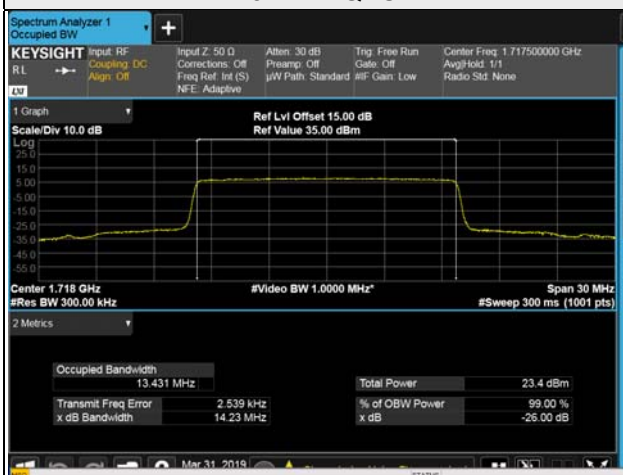 Spectrum Analyzer 1
Occupied BW
KEYSIGHT Input: RF Input Z: 50 Ω Atten: 30 dB Trig: Free Run Center Freq: 1.717500000 GHz
RL Coupling: DC Corrections: Off Preamp: Off Gate: Off Avg|Hold: 1/1
Align: Off Freq Ref: Int (S) µW Path: Standard #IF Gain: Low Radio Std: None
LXI NFE: Adaptive
1 Graph
Ref Lvl Offset 15.00 dB
Scale/Div 10.0 dB Ref Value 35.00 dBm
Log
25.0
15.0
5.00
-5.00
-15.0
-25.0
-35.0
-45.0
-55.0
Center 1.718 GHz #Video BW 1.0000 MHz* Span 30 MHz
#Res BW 300.00 kHz #Sweep 300 ms (1001 pts)
2 Metrics
Occupied Bandwidth
13.431 MHz Total Power 23.4 dBm
Transmit Freq Error 2.539 kHz % of OBW Power 99.00 %
x dB Bandwidth 14.23 MHz x dB -26.00 dB
Mar 31, 2019
MSG STATUS